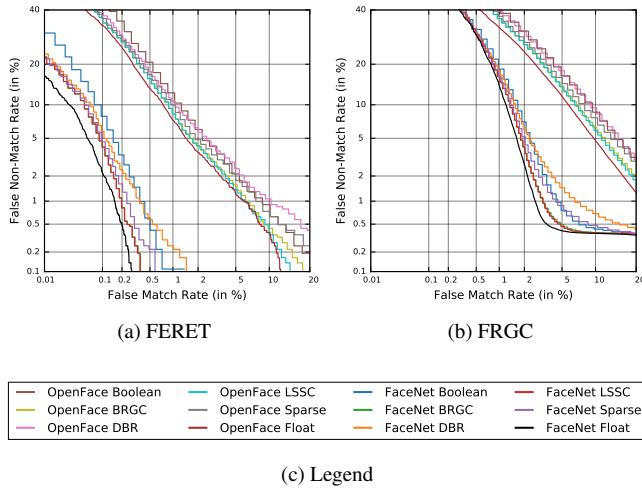 40
20
10
5
2
1
0.5
0.2
0.1
False Non-Match Rate (in %)
0.01 0.1 0.2 0.5 1 2 5 10 20
False Match Rate (in %)
(a) FERET
40
20
10
5
2
1
0.5
0.2
0.1
False Non-Match Rate (in %)
0.01 0.1 0.2 0.5 1 2 5 10 20
False Match Rate (in %)
(b) FRGC
OpenFace Boolean OpenFace LSSC FaceNet Boolean FaceNet LSSC
OpenFace BRGC OpenFace Sparse FaceNet BRGC FaceNet Sparse
OpenFace DBR OpenFace Float FaceNet DBR FaceNet Float
(c) Legend